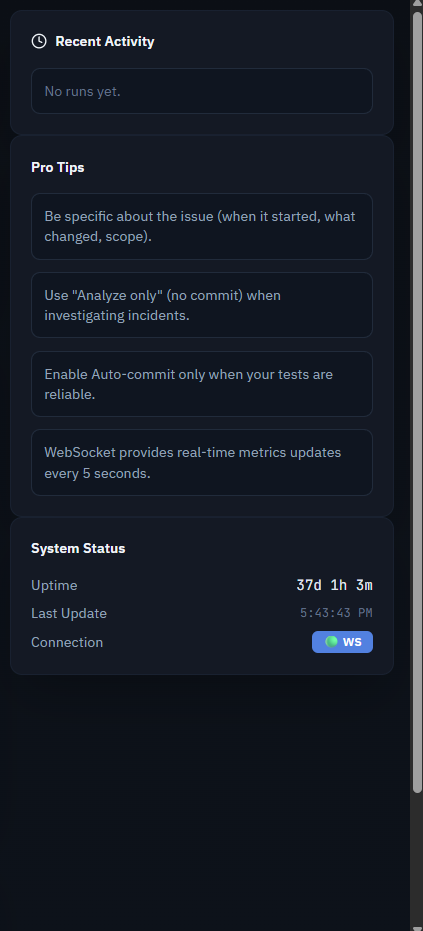 Recent Activity
No runs yet.
Pro Tips
Be specific about the issue (when it started, what
changed, scope).
Use "Analyze only" (no commit) when
investigating incidents.
Enable Auto-commit only when your tests are
reliable.
WebSocket provides real-time metrics updates
every 5 seconds.
System Status
Uptime 37d 1h 3m
Last Update 5:43:43 PM
Connection WS